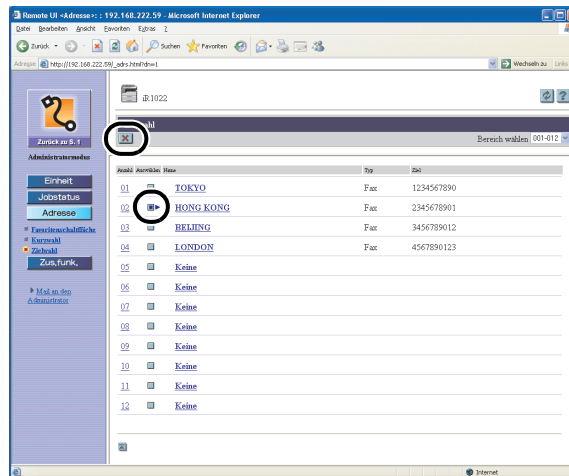 Remote UI <Adresse>: : 192.168.222.59 - Microsoft Internet Explorer
Datei Bearbeiten Ansicht Favoriten Extras ?
Zurück Suchen Favoriten
Adresse http://192.168.222.59/_adrs.html?dn=1 Wechseln zu Links
iR1022
Zurück zu S. 1
Administratormodus
Bereich wählen 001-012
Anzahl Auswählen Name Typ Ziel
Einheit
Jobstatus
Adresse
Favoritenschaltfläche
Kurzwahl
Zielwahl
Zus.funk.
Mail an den
Administrator
01 TOKYO Fax 1234567890
02 HONG KONG Fax 2345678901
03 BEIJING Fax 3456789012
04 LONDON Fax 4567890123
05 Keine
06 Keine
07 Keine
08 Keine
09 Keine
10 Keine
11 Keine
12 Keine
Internet